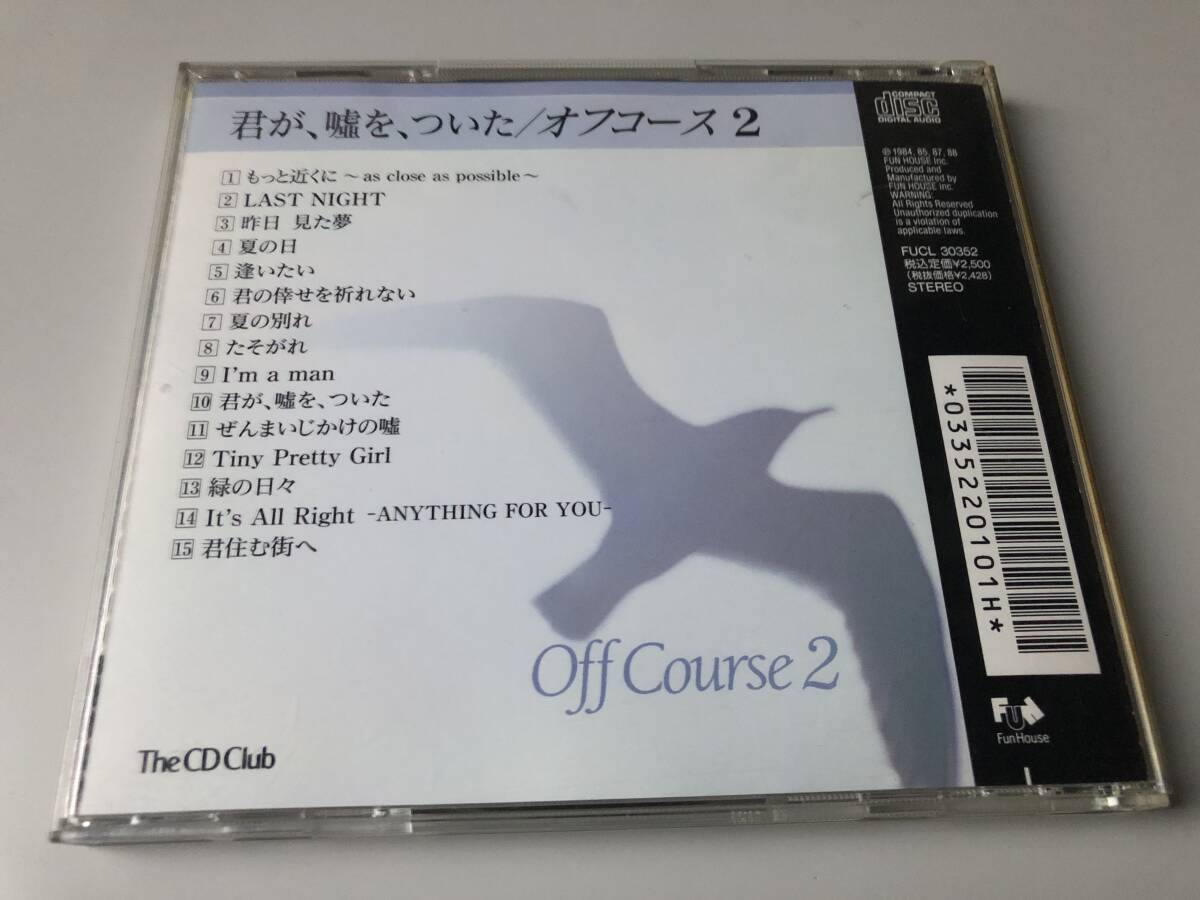 君が、嘘を、ついた/オフコース 2
1 もっと近くに ～as close as possible～
2 LAST NIGHT
3 昨日 見た夢
4 夏の日
5 逢いたい
6 君の倖せを祈れない
7 夏の別れ
8 たそがれ
9 I'm a man
10 君が、嘘を、ついた
11 ぜんまいじかけの嘘
12 Tiny Pretty Girl
13 緑の日々
14 It's All Right -ANYTHING FOR YOU-
15 君住む街へ
Off Course 2
The CD Club
COMPACT
disc
DIGITAL AUDIO
℗ 1984, 85, 87, 88
FUN HOUSE Inc.
Produced and
Manufactured by
FUN HOUSE inc.
WARNING:
All Rights Reserved
Unauthorized duplication
is a violation of
applicable laws.
FUCL 30352
税込定価¥2,500
(税抜価格¥2,428)
STEREO
*0335220101H*
FUN
Fun House